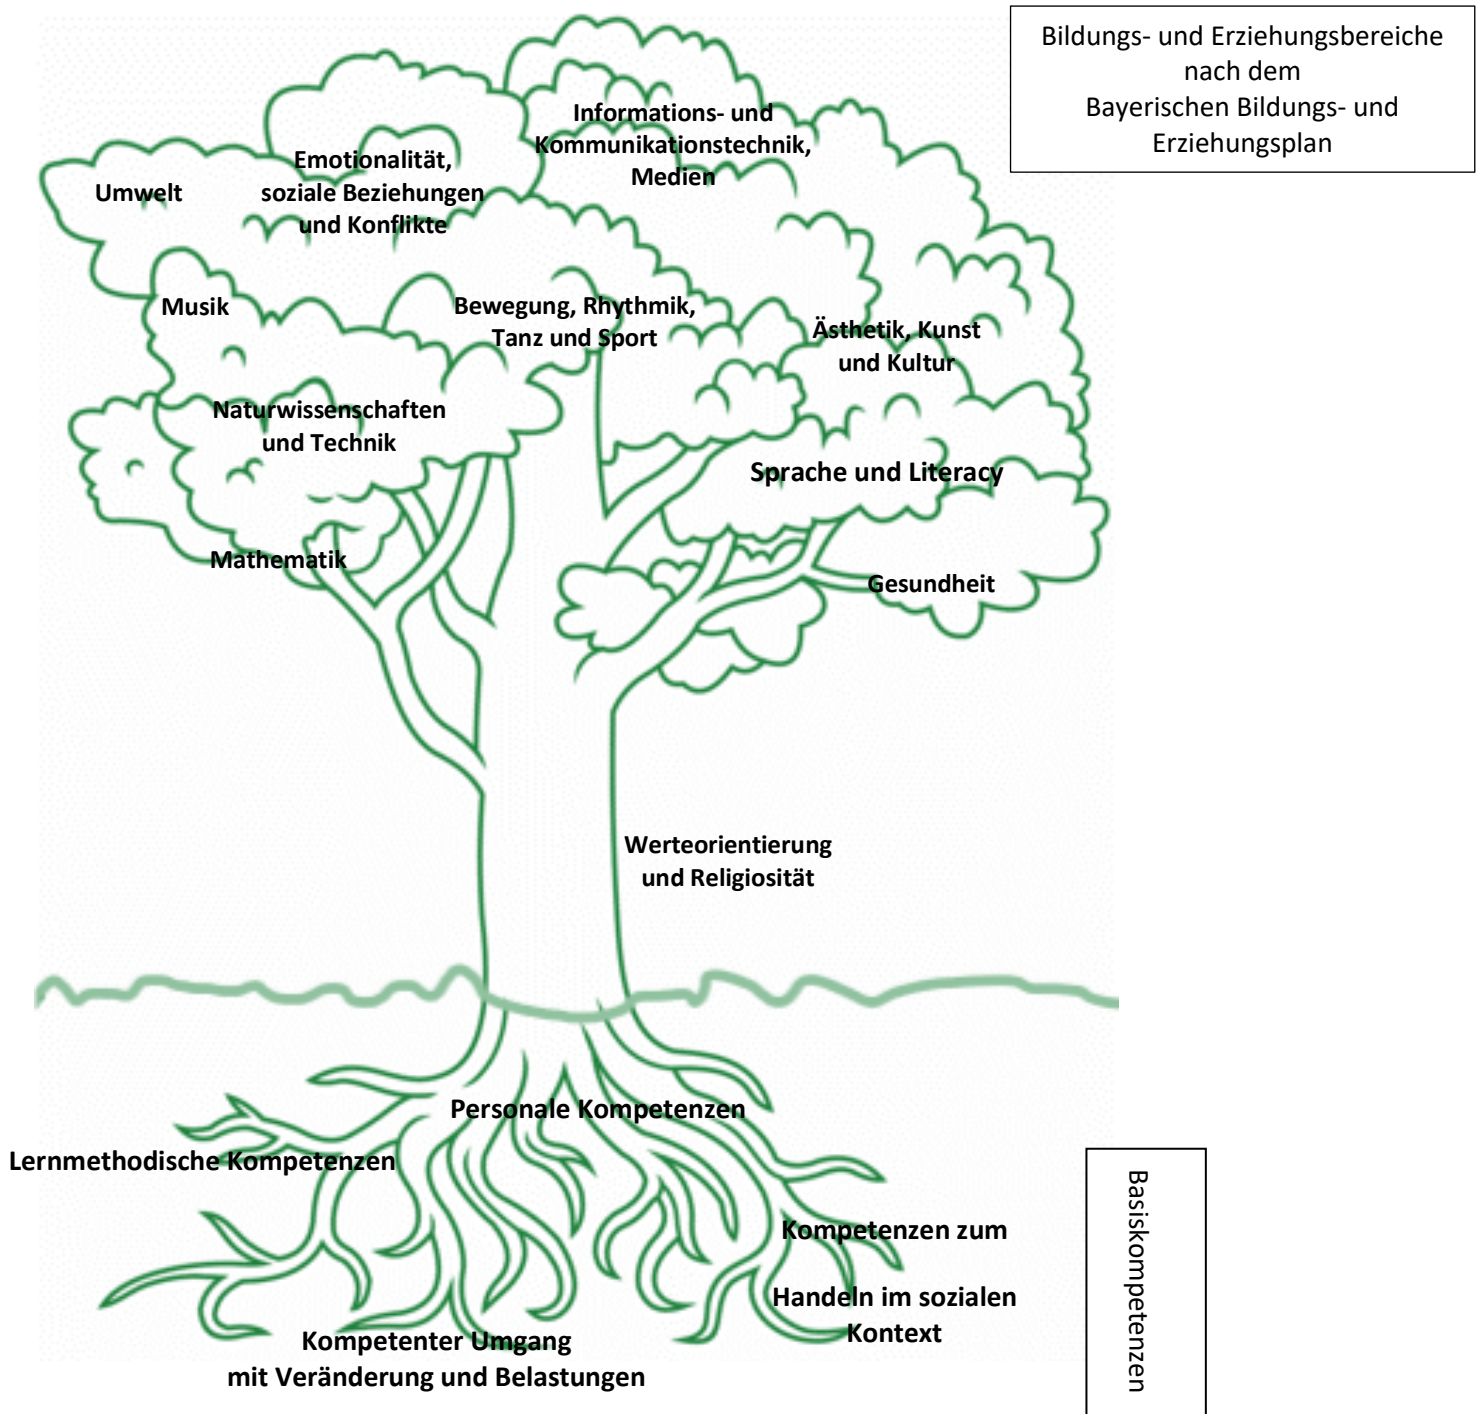 Bildungs- und Erziehungsbereiche
nach dem
Bayerischen Bildungs- und
Erziehungsplan
Informations- und
Kommunikationstechnik,
Medien
Emotionalität,
soziale Beziehungen
und Konflikte
Umwelt
Musik
Bewegung, Rhythmik,
Tanz und Sport
Ästhetik, Kunst
und Kultur
Naturwissenschaften
und Technik
Sprache und Literacy
Mathematik
Gesundheit
Werteorientierung
und Religiosität
Personale Kompetenzen
Lernmethodische Kompetenzen
Kompetenzen zum
Handeln im sozialen
Kontext
Kompetenter Umgang
mit Veränderung und Belastungen
Basiskompetenzen